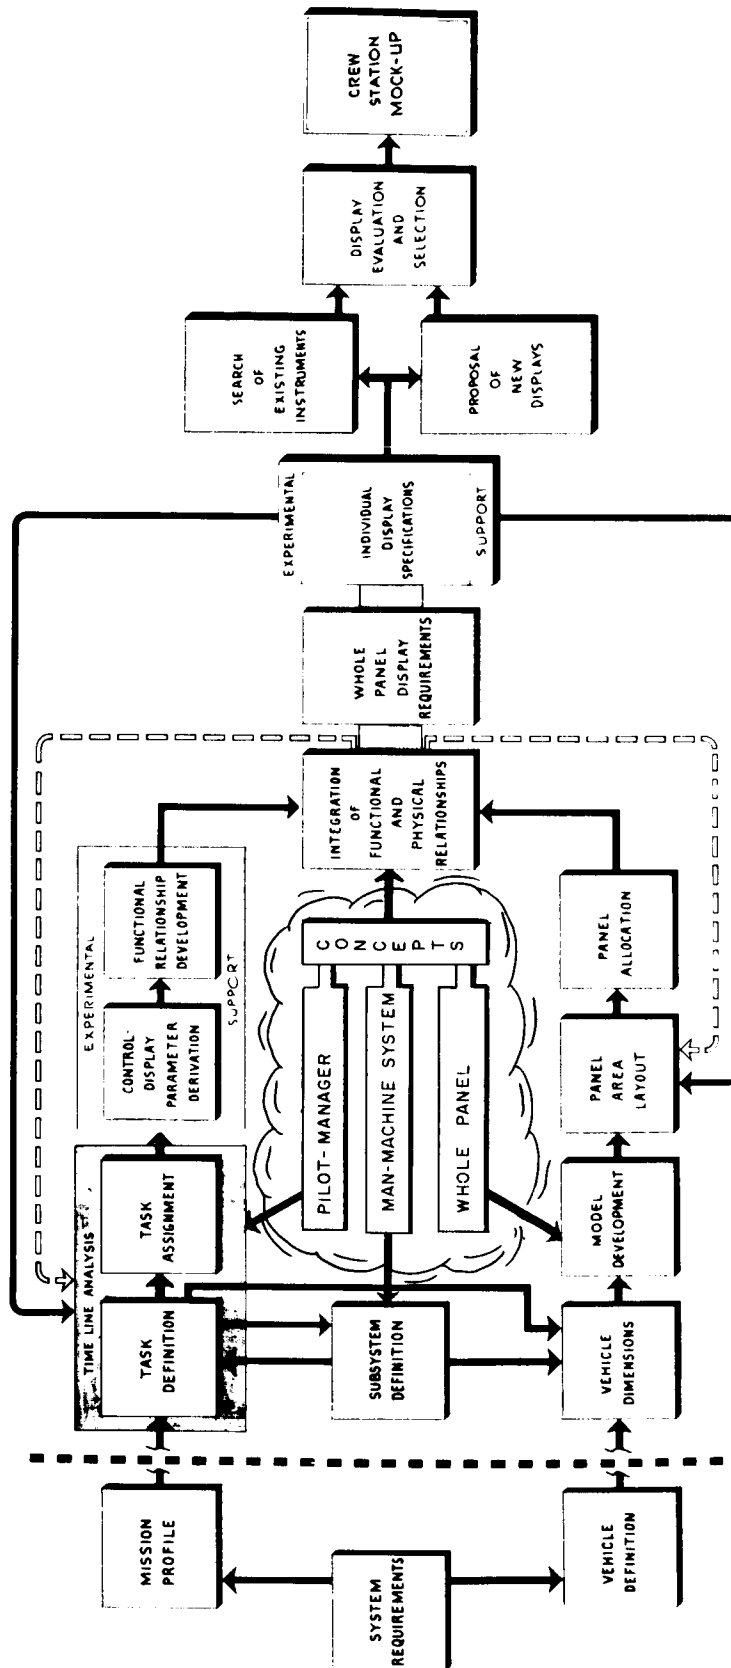 SYSTEM
REQUIREMENTS
MISSION
PROFILE
VEHICLE
DEFINITION
TIME LINE ANALYSIS
TASK
DEFINITION
TASK
ASSIGNMENT
SUBSYSTEM
DEFINITION
VEHICLE
DIMENSIONS
MODEL
DEVELOPMENT
PILOT-MANAGER
MAN-MACHINE SYSTEM
WHOLE PANEL
CONCEPTS
EXPERIMENTAL
CONTROL-
DISPLAY
PARAMETER
DERIVATION
FUNCTIONAL
RELATIONSHIP
DEVELOPMENT
SUPPORT
PANEL
AREA
LAYOUT
PANEL
ALLOCATION
INTEGRATION
OF
FUNCTIONAL
AND
PHYSICAL
RELATIONSHIPS
WHOLE
PANEL
DISPLAY
REQUIREMENTS
EXPERIMENTAL
INDIVIDUAL
DISPLAY
SPECIFICATIONS
SUPPORT
SEARCH
OF
EXISTING
INSTRUMENTS
PROPOSAL
OF
NEW
DISPLAYS
DISPLAY
EVALUATION
AND
SELECTION
CREW
STATION
MOCK-UP